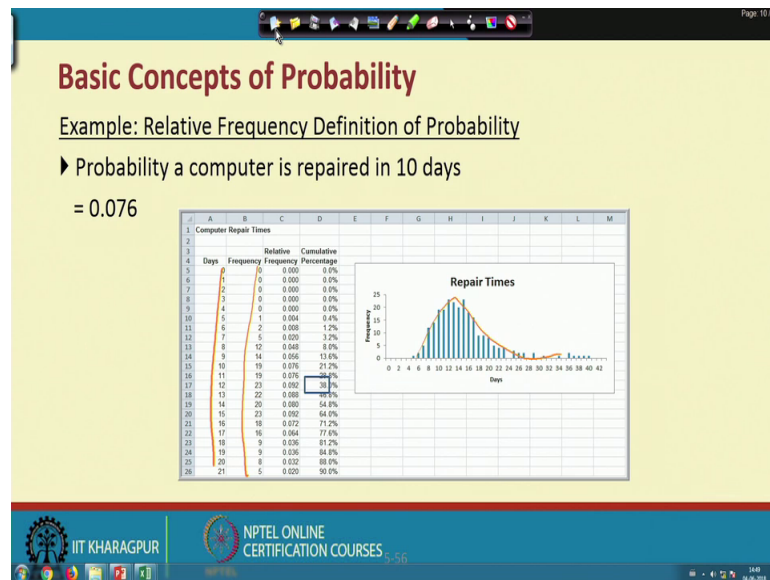 Page: 10 /
Basic Concepts of Probability
Example: Relative Frequency Definition of Probability
Probability a computer is repaired in 10 days
= 0.076
A B C D E F G H I J K L M
1 Computer Repair Times
2
3 Relative Cumulative
4 Days Frequency Frequency Percentage
5 0 0 0.000 0.0%
6 1 0 0.000 0.0%
7 2 0 0.000 0.0%
8 3 0 0.000 0.0%
9 4 0 0.000 0.0%
10 5 1 0.004 0.4%
11 6 2 0.008 1.2%
12 7 5 0.020 3.2%
13 8 12 0.048 8.0%
14 9 14 0.056 13.6%
15 10 19 0.076 21.2%
16 11 19 0.076
17 12 23 0.092
18 13 22 0.088
19 14 20 0.080 54.8%
20 15 23 0.092 64.0%
21 16 18 0.072 71.2%
22 17 16 0.064 77.6%
23 18 9 0.036 81.2%
24 19 9 0.036 84.8%
25 20 8 0.032 88.0%
26 21 5 0.020 90.0%
Repair Times
Frequency
25
20
15
10
5
0
0 2 4 6 8 10 12 14 16 18 20 22 24 26 28 30 32 34 36 38 40 42
Days
IIT KHARAGPUR
NPTEL ONLINE
CERTIFICATION COURSES
5-56
NPTEL
14:49